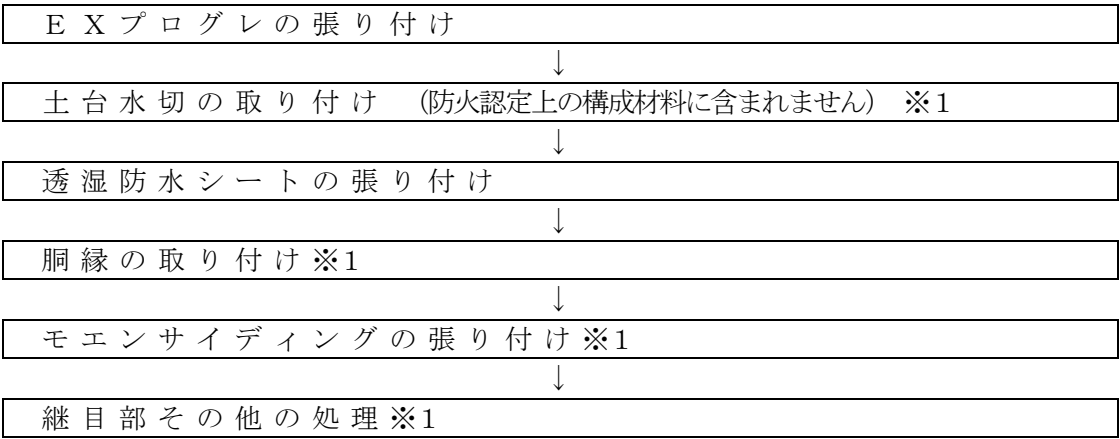 ＥＸプログレの張り付け
↓
土台水切の取り付け （防火認定上の構成材料に含まれません） ※1
↓
透湿防水シートの張り付け
↓
胴縁の取り付け※1
↓
モエンサイディングの張り付け※1
↓
継目部その他の処理※1